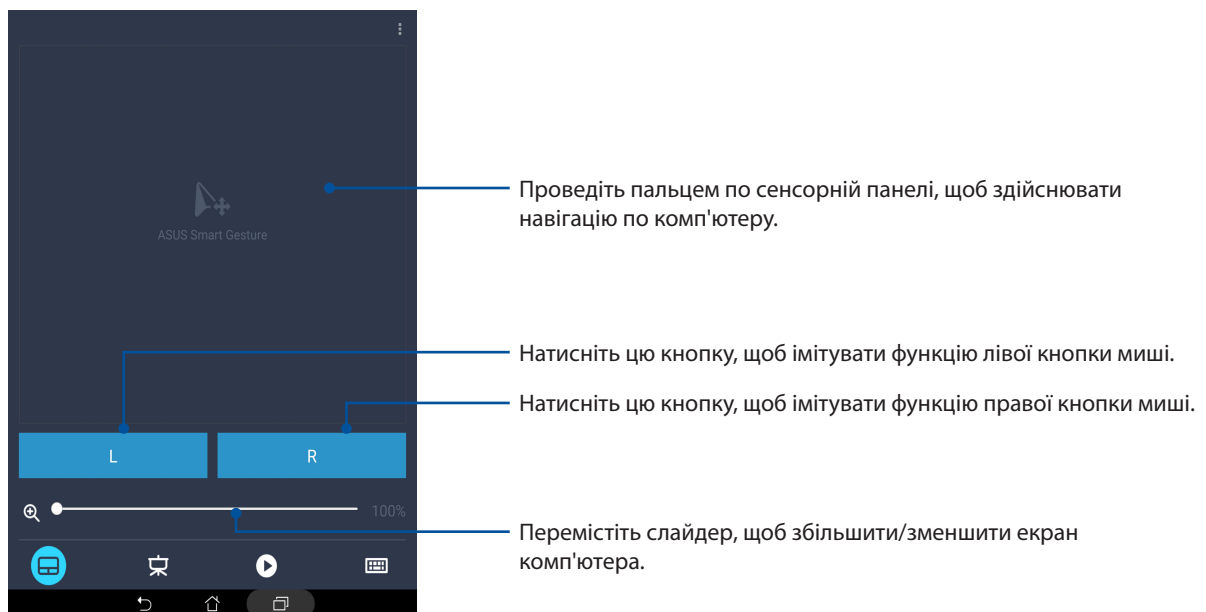 ASUS Smart Gesture
Проведіть пальцем по сенсорній панелі, щоб здійснювати
навігацію по комп'ютеру.
Натисніть цю кнопку, щоб імітувати функцію лівої кнопки миші.
Натисніть цю кнопку, щоб імітувати функцію правої кнопки миші.
L
R
100%
Перемістіть слайдер, щоб збільшити/зменшити екран
комп'ютера.